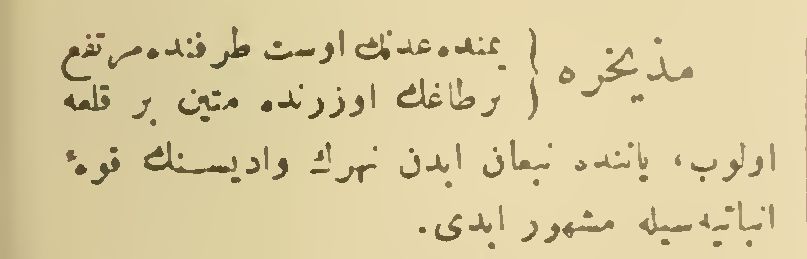 مذیخره ( یمنده عدنك اوست طرفنده مرتفع
( بر طاغك اوزرنده متین بر قلعه
اولوب، یاننده نبعان ایدن نهرك وادیسنك قوهٔ
انباتیه سیله مشهور ایدی.